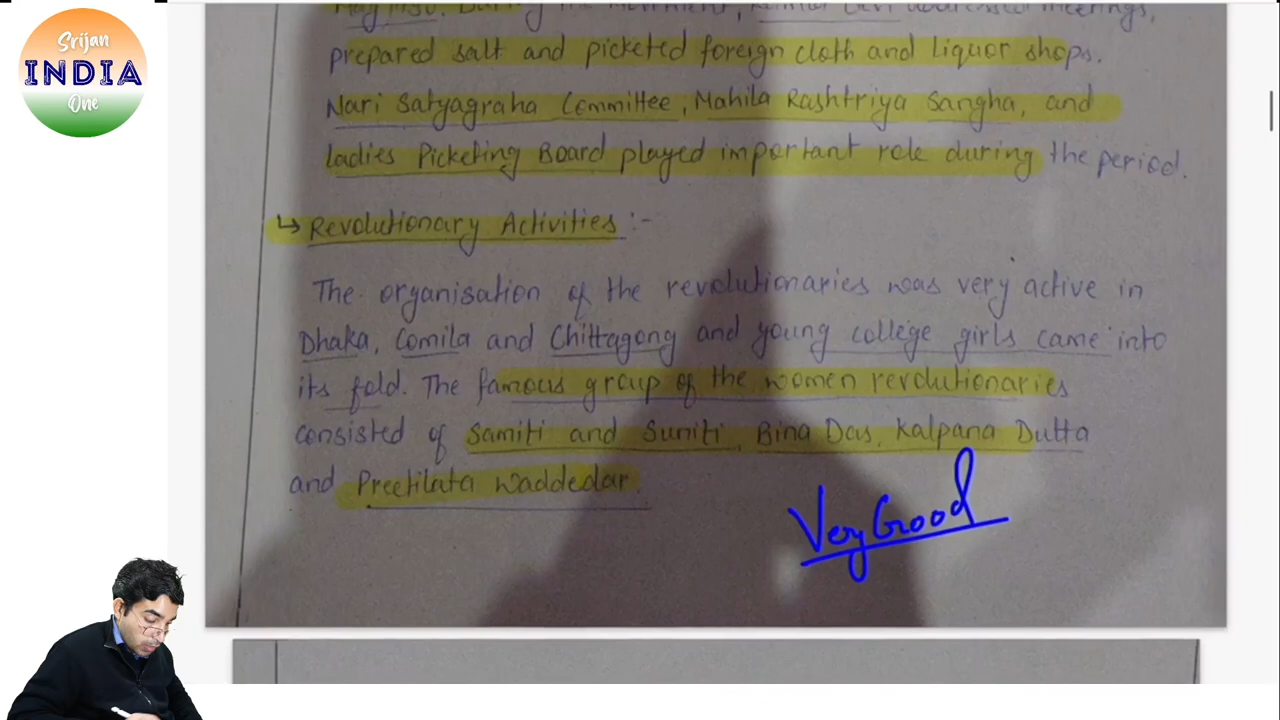 Srijan
INDIA
One
prepared salt and picketed foreign cloth and liquor shops.
Nari Satyagraha Committee, Mahila Rashtriya Sangha, and
ladies Picketing Board played important role during the period.
↳ Revolutionary Activities :-
The organisation of the revolutionaries was very active in
Dhaka, Comila and Chittagong and young college girls came into
its fold. The famous group of the women revolutionaries
consisted of Samiti and Suniti, Bina Das, Kalpana Dutta
and Preetilata Waddedar.
Very Good